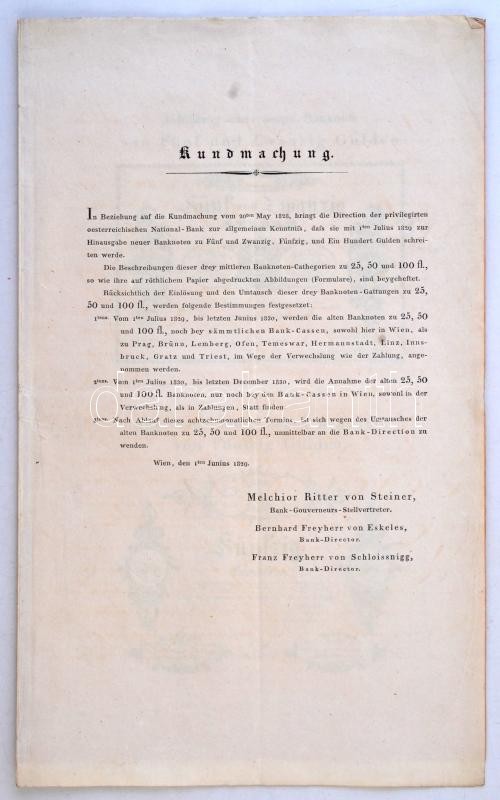 Kundmachung.
In Beziehung auf die Kundmachung vom 20sten May 1828, bringt die Direction der privilegirten
oesterreichischen National-Bank zur allgemeinen Kenntniß, daß sie mit 1ten Julius 1829 zur
Hinausgabe neuer Banknoten zu Fünf und Zwanzig, Fünfzig, und Ein Hundert Gulden schrei-
ten werde.
Die Beschreibungen dieser drey mittleren Banknoten-Cathegorien zu 25, 50 und 100 fl.,
so wie ihre auf röthlichem Papier abgedruckten Abbildungen (Formulare), sind beygeheftet.
Rücksichtlich der Einlösung und den Umtausch dieser drey Banknoten-Gattungen zu 25,
50 und 100 fl., werden folgende Bestimmungen festgesetzt:
1tens. Vom 1ten Julius 1829, bis letzten Junius 1830, werden die alten Banknoten zu 25, 50
und 100 fl., noch bey sämmtlichen Bank-Cassen, sowohl hier in Wien, als
zu Prag, Brünn, Lemberg, Ofen, Temeswar, Hermannstadt, Linz, Inns-
bruck, Gratz und Triest, im Wege der Verwechslung wie der Zahlung, ange-
nommen werden.
2tens. Vom 1ten Julius 1830, bis letzten December 1830, wird die Annahme der alten 25, 50
und 100 fl. Banknoten, nur noch bey den Bank-Cassen in Wien, sowohl in der
Verwechslung, als in Zahlungen, Statt finden.
3tens. Nach Ablauf dieses achtzehnmonatlichen Termins, ist sich wegen des Umtausches der
alten Banknoten zu 25, 50 und 100 fl., unmittelbar an die Bank-Direction zu
wenden.
Wien, den 1ten Junius 1829.
Melchior Ritter von Steiner,
Bank-Gouverneurs-Stellvertreter.
Bernhard Freyherr von Eskeles,
Bank-Director.
Franz Freyherr von Schloissnigg,
Bank-Director.